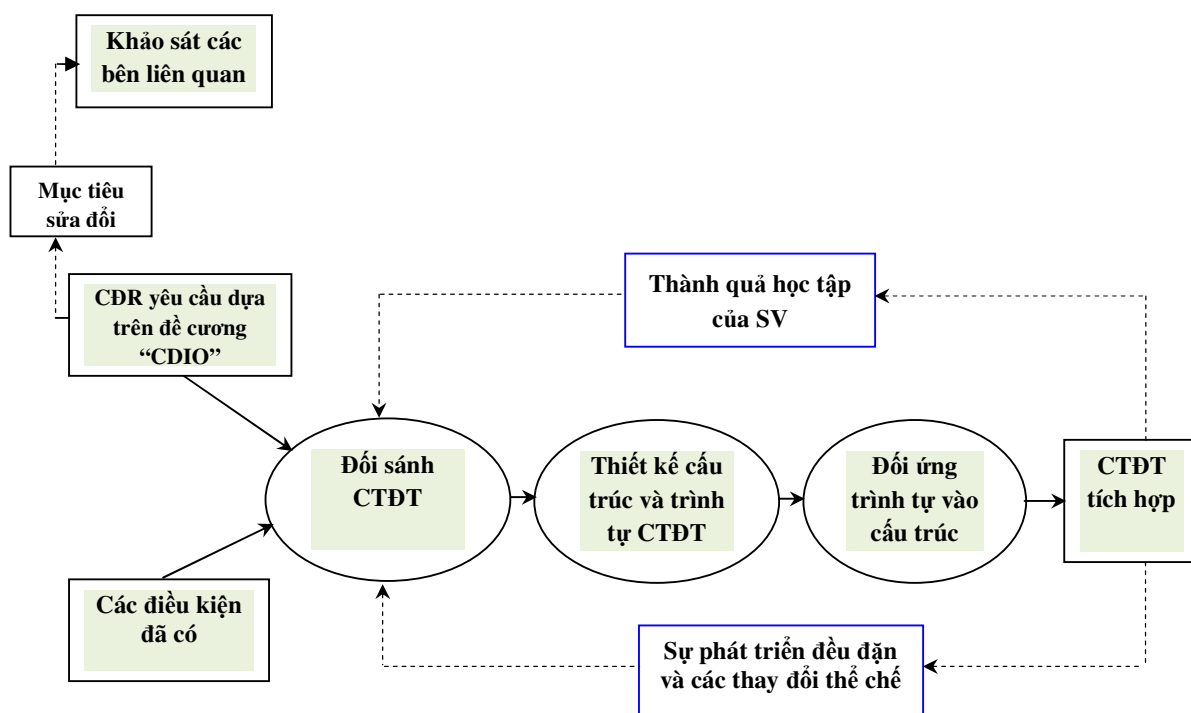 Khảo sát các
bên liên quan
Mục tiêu
sửa đổi
CĐR yêu cầu dựa
trên đề cương
“CDIO”
Thành quả học tập
của SV
Đối sánh
CTĐT
Thiết kế cấu
trúc và trình
tự CTĐT
Đối ứng
trình tự vào
cấu trúc
CTĐT
tích hợp
Các điều kiện
đã có
Sự phát triển đều đặn
và các thay đổi thể chế